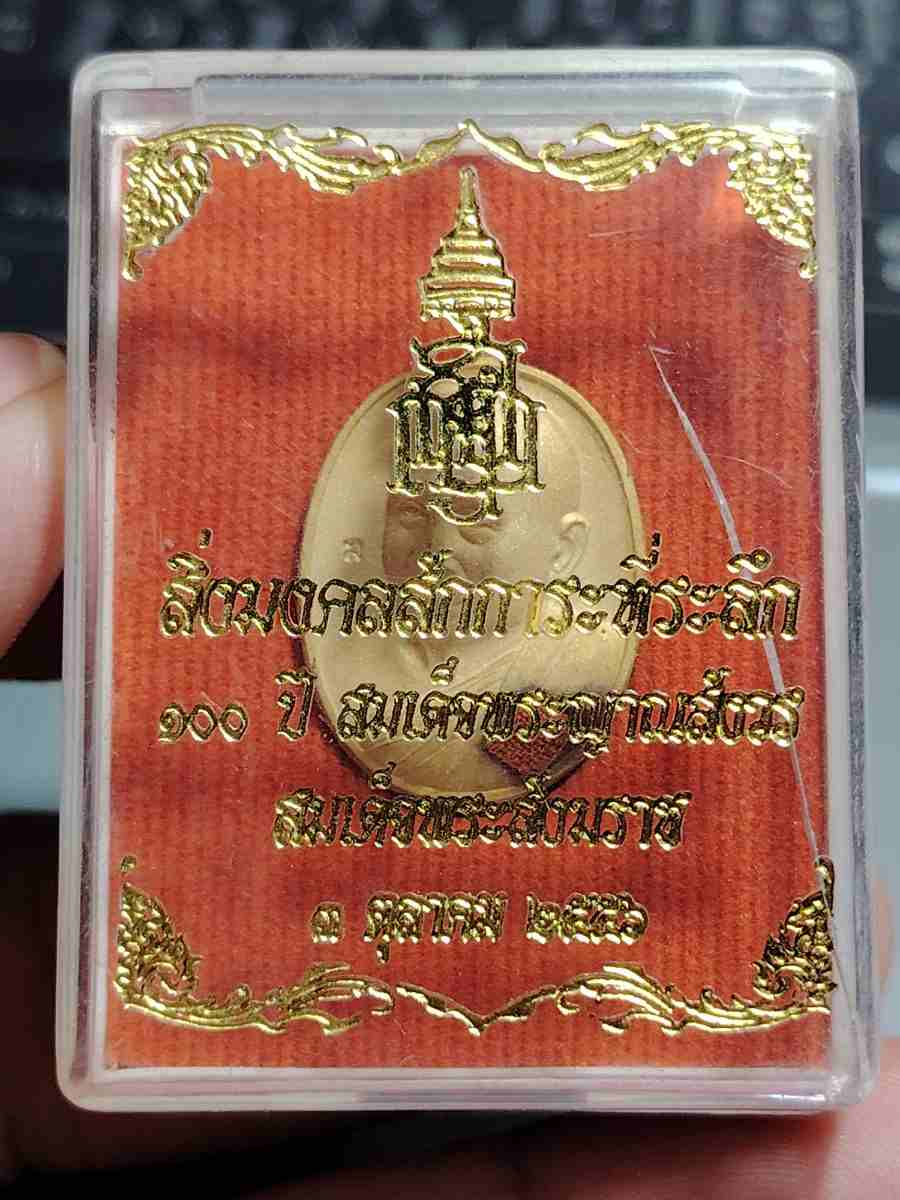 สิ่งมงคลสักการะที่ระลึก
๑๐๐ ปี สมเด็จพระญาณสังวร
สมเด็จพระสังฆราช
๓ ตุลาคม ๒๕๕๖